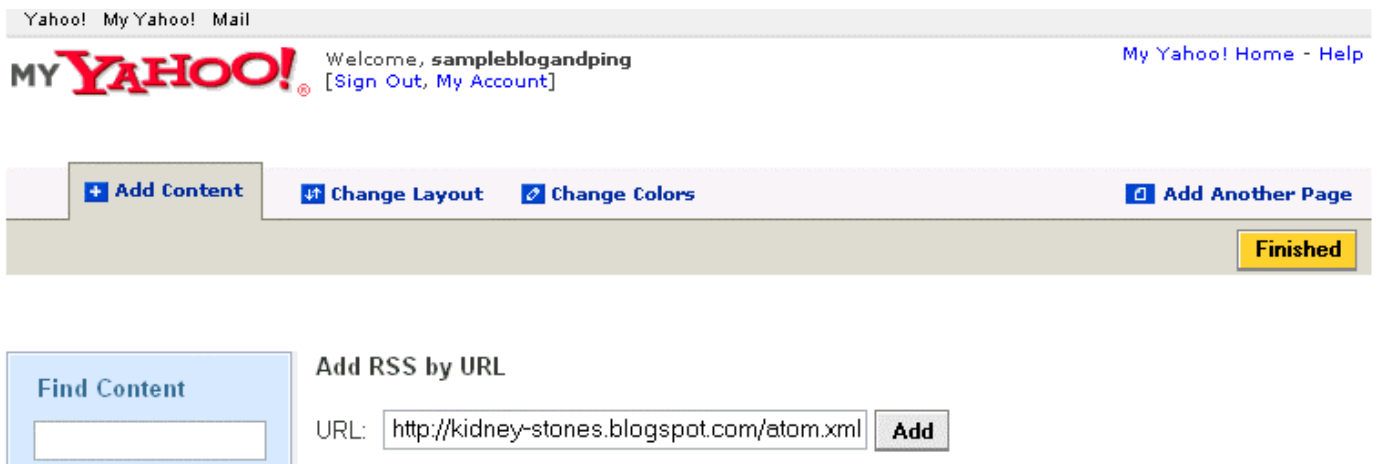 Yahoo! My Yahoo! Mail
MY YAHOO!® Welcome, sampleblogandping
[Sign Out, My Account]
My Yahoo! Home - Help
Add Content Change Layout Change Colors Add Another Page
Finished
Find Content
Add RSS by URL
URL: http://kidney-stones.blogspot.com/atom.xml Add